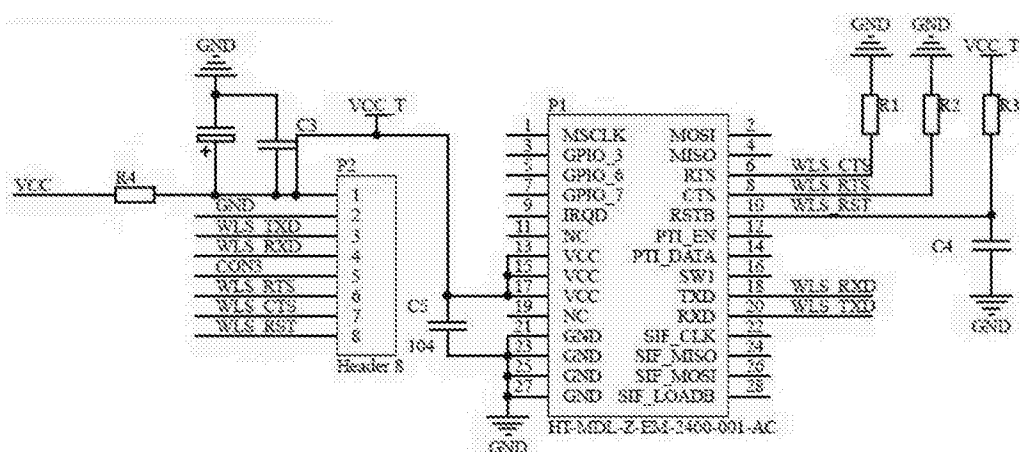 GND
GND
GND
VCC_T
VCC_T
C3
P1
R1
R2
R3
1
MSCLK
MOSI
2
3
GPIO_3
MISO
4
5
GPIO_6
RTS
6
WLS_CTS
7
GPIO_7
CTS
8
WLS_RTS
9
IRQD
RSTB
10
WLS_RST
11
NC
PTI_EN
12
13
VCC
PTI_DATA
14
15
VCC
SW1
16
17
VCC
TXD
18
WLS_RXD
19
NC
RXD
20
WLS_TXD
21
GND
SIF_CLK
22
23
GND
SIF_MISO
24
25
GND
SIF_MOSI
26
27
GND
SIF_LOADB
28
HT-MDL-Z-EM-2400-001-AC
GND
C4
GND
+
P2
VCC
R4
1
GND
2
WLS_TXD
3
WLS_RXD
4
CON3
5
WLS_RTS
6
WLS_CTS
7
WLS_RST
8
Header 8
C5
104